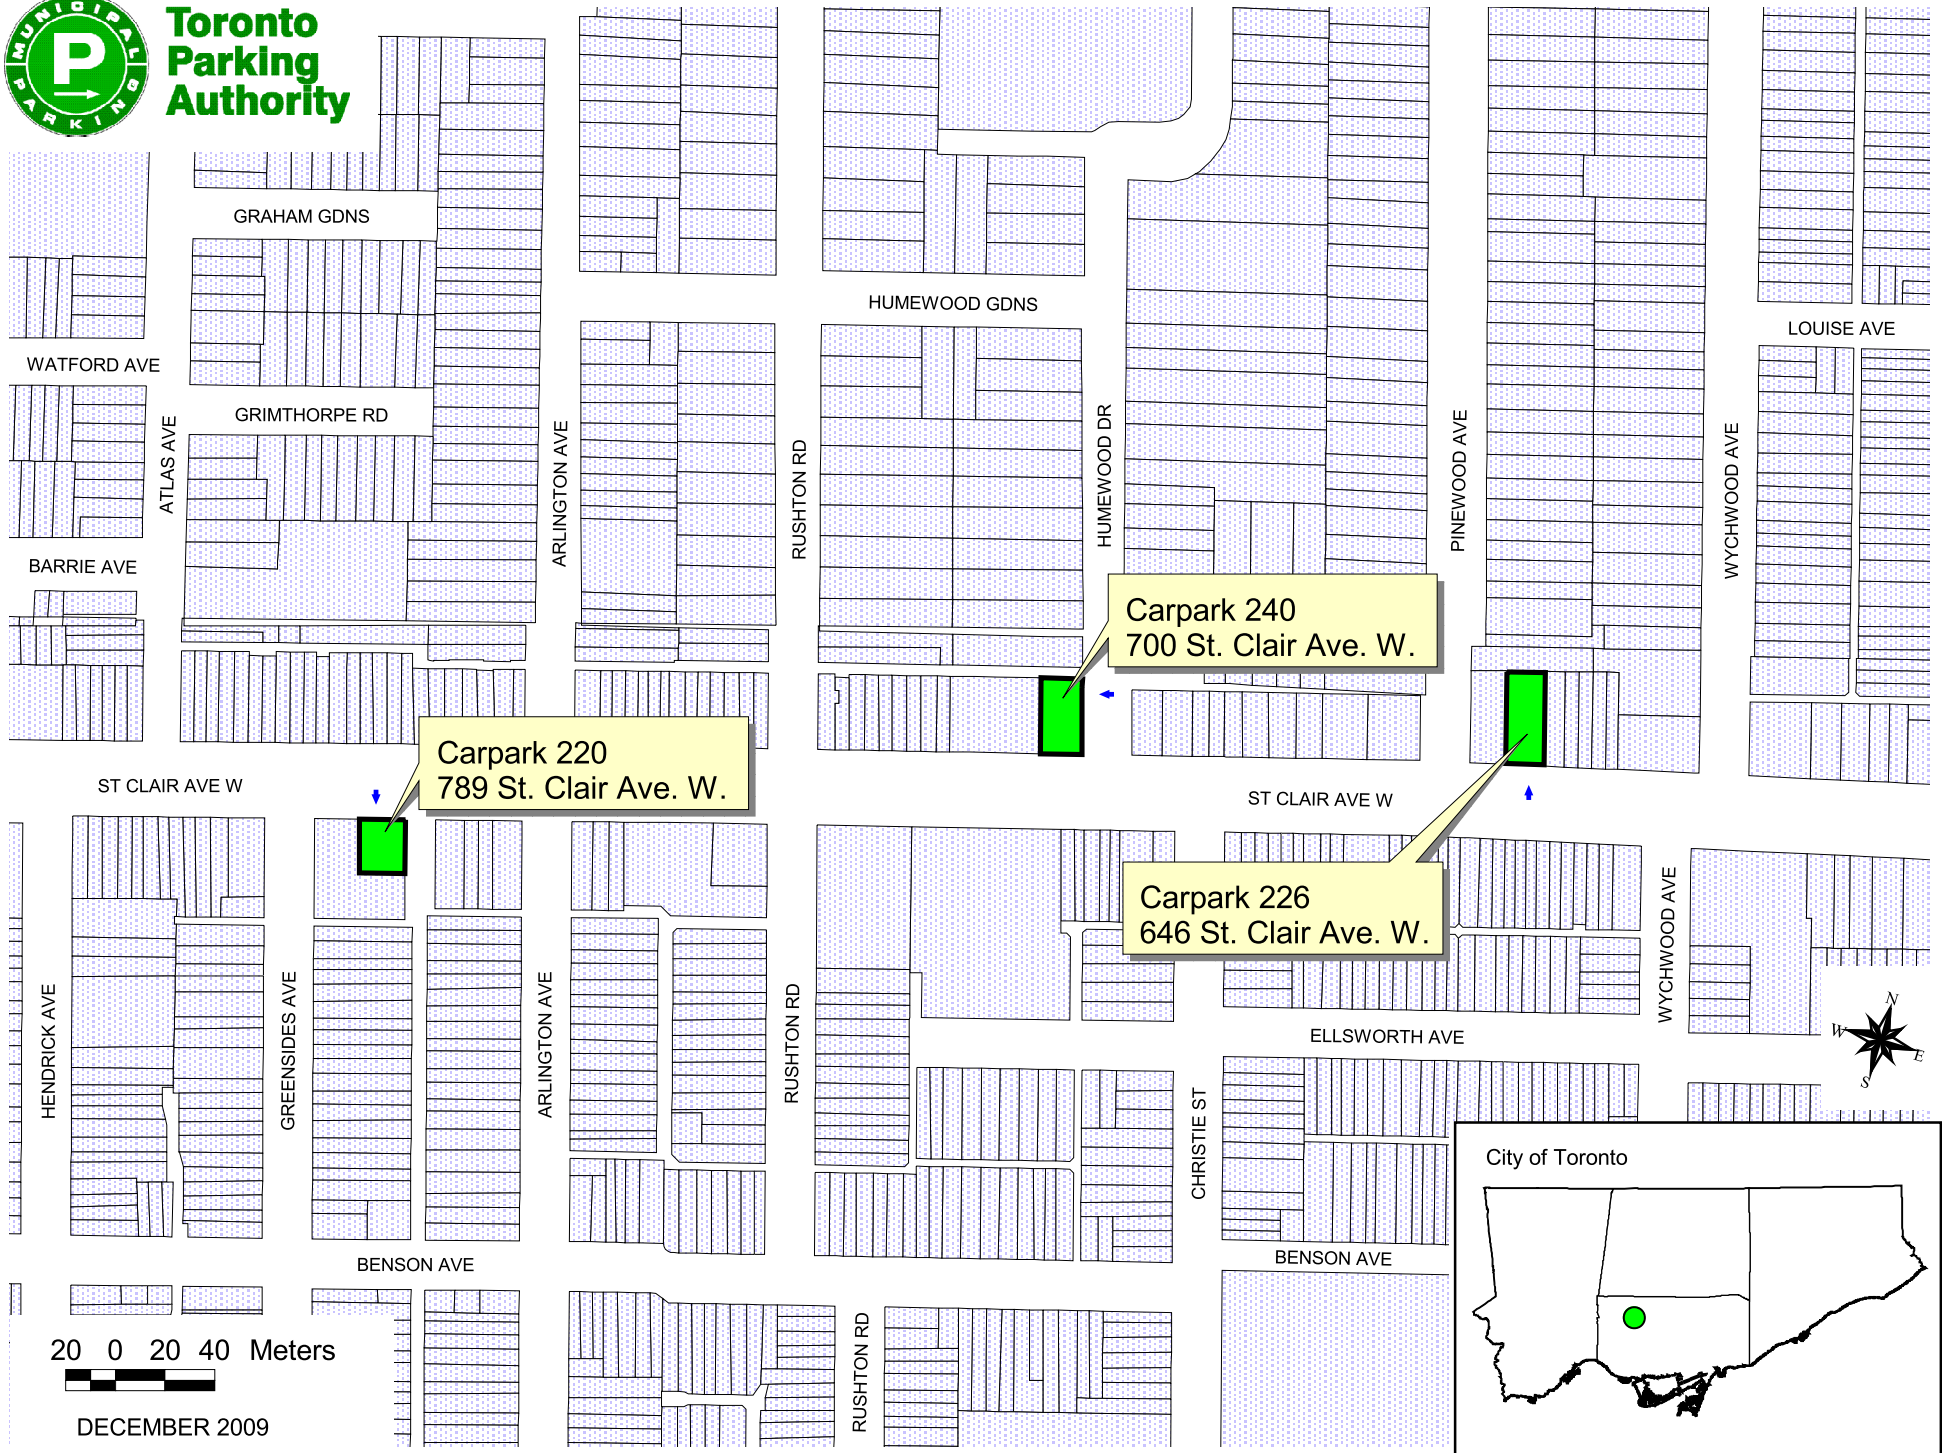 MUNICIPAL
P
PARKING
Toronto
Parking
Authority
GRAHAM GDNS
HUMEWOOD GDNS
LOUISE AVE
WATFORD AVE
GRIMTHORPE RD
ATLAS AVE
ARLINGTON AVE
RUSHTON RD
HUMEWOOD DR
PINEWOOD AVE
WYCHWOOD AVE
BARRIE AVE
Carpark 240
700 St. Clair Ave. W.
Carpark 220
789 St. Clair Ave. W.
ST CLAIR AVE W
ST CLAIR AVE W
Carpark 226
646 St. Clair Ave. W.
HENDRICK AVE
GREENSIDES AVE
ARLINGTON AVE
RUSHTON RD
WYCHWOOD AVE
N
W
E
S
ELLSWORTH AVE
CHRISTIE ST
BENSON AVE
BENSON AVE
RUSHTON RD
City of Toronto
20 0 20 40 Meters
DECEMBER 2009